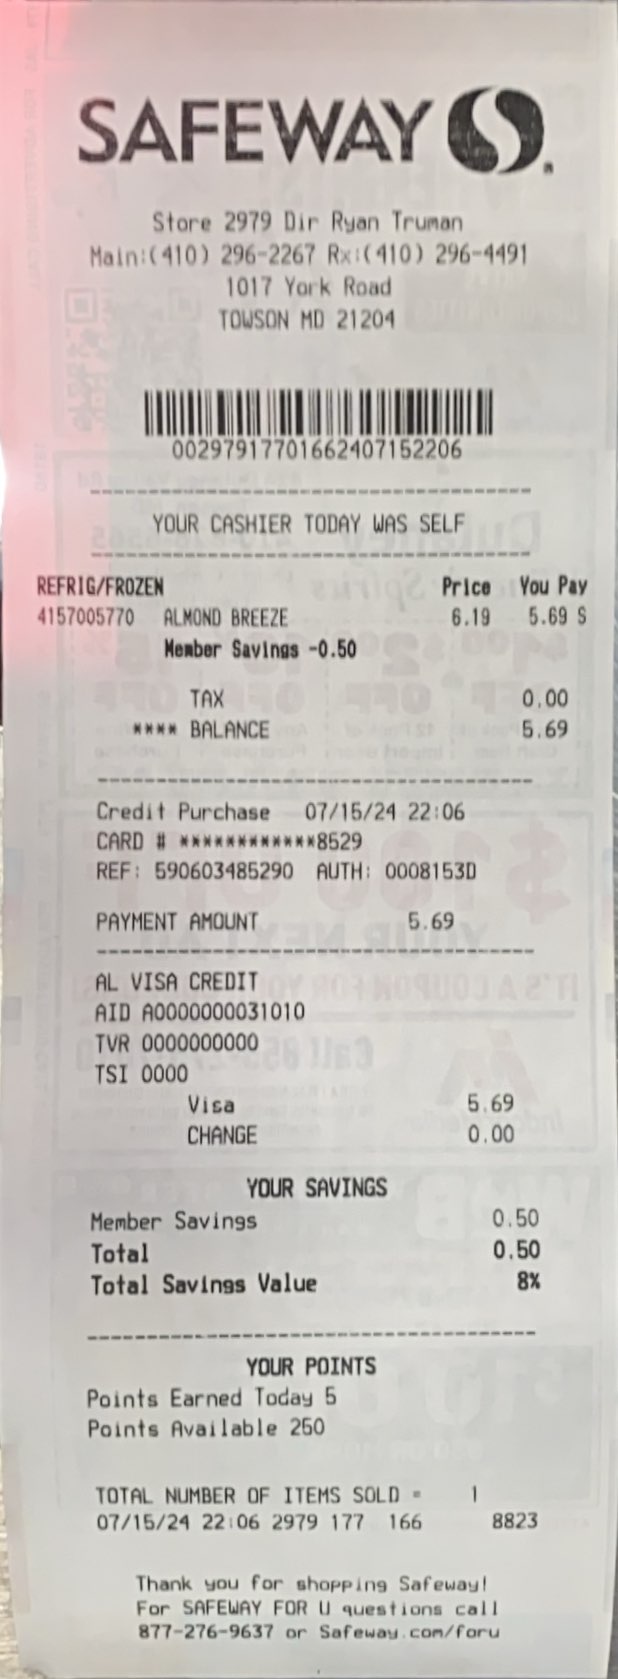 SAFEWAY
Store 2979 Dir Ryan Truman
Main:(410) 296-2267 Rx:(410) 296-4491
1017 York Road
TOWSON MD 21204
00297917701662407152206
YOUR CASHIER TODAY WAS SELF
REFRIG/FROZEN Price You Pay
4157005770 ALMOND BREEZE 6.19 5.69 S
Member Savings -0.50
TAX 0.00
**** BALANCE 5.69
Credit Purchase 07/15/24 22:06
CARD # ************8529
REF: 590603485290 AUTH: 0008153D
PAYMENT AMOUNT 5.69
AL VISA CREDIT
AID A0000000031010
TVR 0000000000
TSI 0000
Visa 5.69
CHANGE 0.00
YOUR SAVINGS
Member Savings 0.50
Total 0.50
Total Savings Value 8%
YOUR POINTS
Points Earned Today 5
Points Available 250
TOTAL NUMBER OF ITEMS SOLD = 1
07/15/24 22:06 2979 177 166 8823
Thank you for shopping Safeway!
For SAFEWAY FOR U questions call
877-276-9637 or Safeway.com/foru